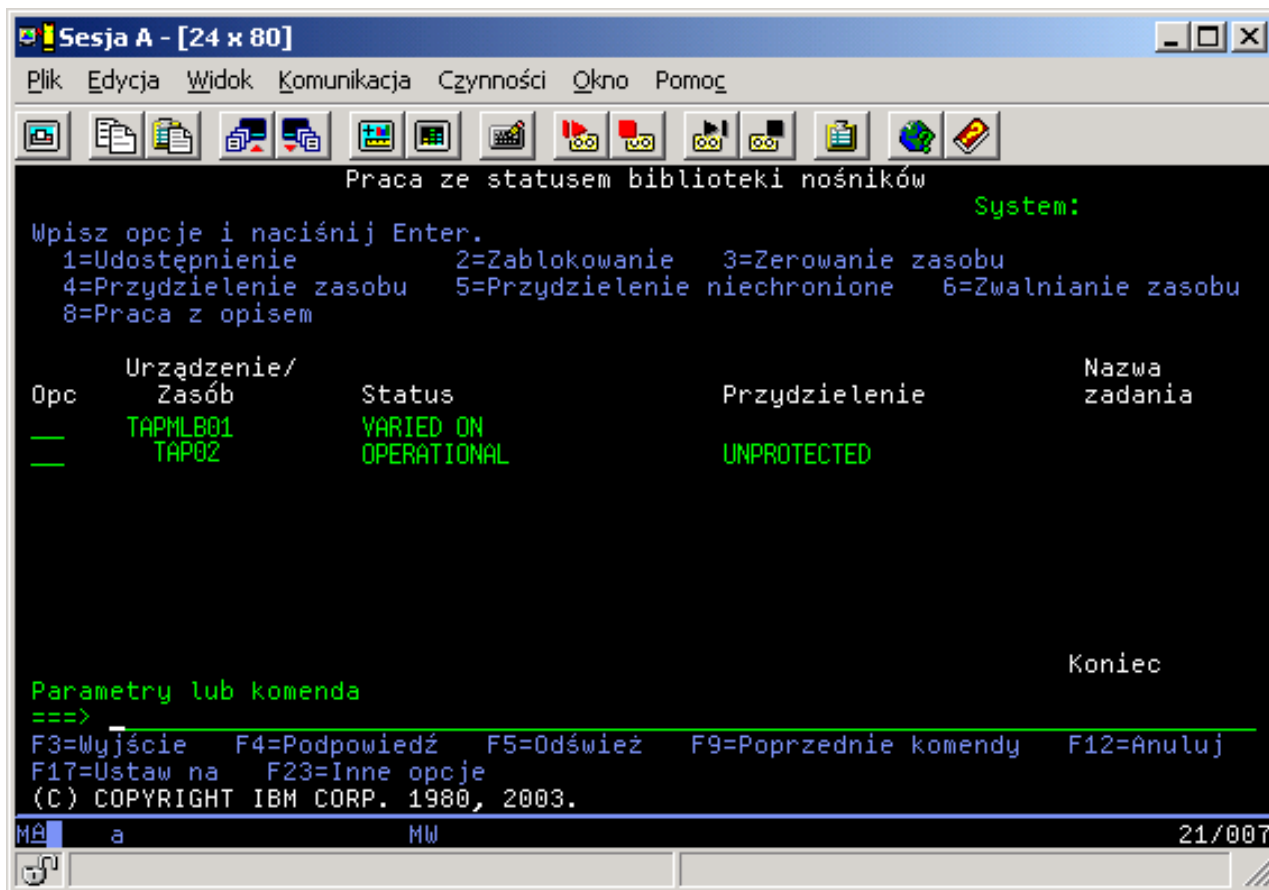 Sesja A - [24 x 80]
Plik Edycja Widok Komunikacja Czynności Okno Pomoc
Praca ze statusem biblioteki nośników
System:
Wpisz opcje i naciśnij Enter.
1=Udostępnienie 2=Zablokowanie 3=Zerowanie zasobu
4=Przydzielenie zasobu 5=Przydzielenie niechronione 6=Zwalnianie zasobu
8=Praca z opisem
Urządzenie/ Nazwa
Opc Zasób Status Przydzielenie zadania
__ TAPMLB01 VARIED ON
__ TAP02 OPERATIONAL UNPROTECTED
Koniec
Parametry lub komenda
===>
F3=Wyjście F4=Podpowiedź F5=Odśwież F9=Poprzednie komendy F12=Anuluj
F17=Ustaw na F23=Inne opcje
(C) COPYRIGHT IBM CORP. 1980, 2003.
MA a MW 21/007